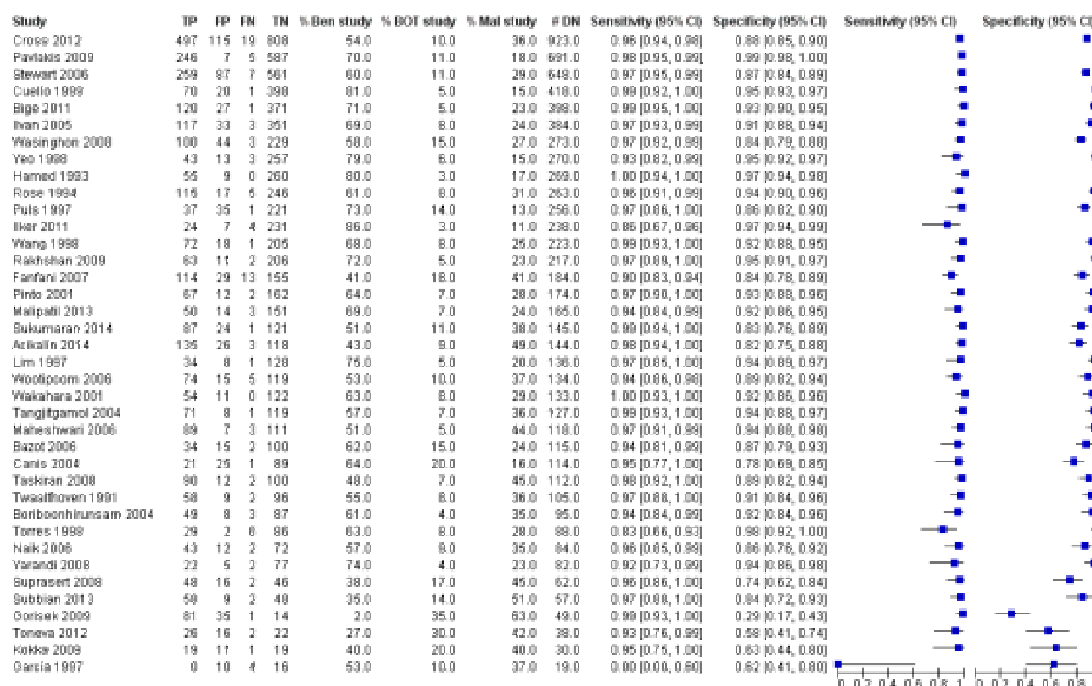 Study TP FP FN TN % Ben study % BOT study % Mal study # DN Sensitivity (95% CI) Specificity (95% CI) Sensitivity (95% CI) Specificity (95% CI)
Cross 2012 497 115 19 808 54.0 10.0 36.0 923.0 0.96 [0.94, 0.98] 0.88 [0.85, 0.90]
Pavlakis 2009 246 7 5 587 70.0 11.0 18.0 691.0 0.98 [0.95, 0.99] 0.99 [0.98, 1.00]
Stewart 2006 259 87 7 561 60.0 11.0 29.0 648.0 0.97 [0.95, 0.99] 0.87 [0.84, 0.89]
Cuello 1999 70 20 1 398 81.0 5.0 15.0 418.0 0.99 [0.92, 1.00] 0.95 [0.93, 0.97]
Bige 2011 120 27 1 371 71.0 5.0 23.0 398.0 0.99 [0.95, 1.00] 0.93 [0.90, 0.95]
Ilvan 2005 117 33 3 351 69.0 8.0 24.0 384.0 0.97 [0.93, 0.99] 0.91 [0.88, 0.94]
Wasinghon 2008 100 44 3 229 58.0 15.0 27.0 273.0 0.97 [0.92, 0.99] 0.84 [0.79, 0.88]
Yeo 1998 43 13 3 257 79.0 6.0 15.0 270.0 0.93 [0.82, 0.99] 0.95 [0.92, 0.97]
Hamed 1993 55 9 0 260 80.0 3.0 17.0 269.0 1.00 [0.94, 1.00] 0.97 [0.94, 0.98]
Rose 1994 115 17 5 246 61.0 8.0 31.0 263.0 0.96 [0.91, 0.99] 0.94 [0.90, 0.96]
Puls 1997 37 35 1 221 73.0 14.0 13.0 256.0 0.97 [0.86, 1.00] 0.86 [0.82, 0.90]
Ilker 2011 24 7 4 231 86.0 3.0 11.0 238.0 0.86 [0.67, 0.96] 0.97 [0.94, 0.99]
Wang 1998 72 18 1 205 68.0 8.0 25.0 223.0 0.99 [0.93, 1.00] 0.92 [0.88, 0.95]
Rakhshan 2009 63 11 2 206 72.0 5.0 23.0 217.0 0.97 [0.89, 1.00] 0.95 [0.91, 0.97]
Fanfani 2007 114 29 13 155 41.0 18.0 41.0 184.0 0.90 [0.83, 0.94] 0.84 [0.78, 0.89]
Pinto 2001 67 12 2 162 64.0 7.0 28.0 174.0 0.97 [0.90, 1.00] 0.93 [0.88, 0.96]
Malipatil 2013 50 14 3 151 69.0 7.0 24.0 165.0 0.94 [0.84, 0.99] 0.92 [0.86, 0.95]
Sukumaran 2014 87 24 1 121 51.0 11.0 38.0 145.0 0.99 [0.94, 1.00] 0.83 [0.76, 0.89]
Acikalin 2014 135 26 3 118 43.0 9.0 49.0 144.0 0.98 [0.94, 1.00] 0.82 [0.75, 0.88]
Lim 1997 34 8 1 128 75.0 5.0 20.0 136.0 0.97 [0.85, 1.00] 0.94 [0.89, 0.97]
Wootipoom 2006 74 15 5 119 53.0 10.0 37.0 134.0 0.94 [0.86, 0.98] 0.89 [0.82, 0.94]
Wakahara 2001 54 11 0 122 63.0 8.0 29.0 133.0 1.00 [0.93, 1.00] 0.92 [0.86, 0.96]
Tangjitgamol 2004 71 8 1 119 57.0 7.0 36.0 127.0 0.99 [0.93, 1.00] 0.94 [0.88, 0.97]
Maheshwari 2006 89 7 3 111 51.0 5.0 44.0 118.0 0.97 [0.91, 0.99] 0.94 [0.88, 0.98]
Bazot 2006 34 15 2 100 62.0 15.0 24.0 115.0 0.94 [0.81, 0.99] 0.87 [0.79, 0.93]
Canis 2004 21 25 1 89 64.0 20.0 16.0 114.0 0.95 [0.77, 1.00] 0.78 [0.69, 0.85]
Taskiran 2008 90 12 2 100 48.0 7.0 45.0 112.0 0.98 [0.92, 1.00] 0.89 [0.82, 0.94]
Twaalfhoven 1991 58 9 2 96 55.0 8.0 36.0 105.0 0.97 [0.88, 1.00] 0.91 [0.84, 0.96]
Boriboonhirunsarn 2004 49 8 3 87 61.0 4.0 35.0 95.0 0.94 [0.84, 0.99] 0.92 [0.84, 0.96]
Torres 1998 29 2 6 86 63.0 8.0 28.0 88.0 0.83 [0.66, 0.93] 0.98 [0.92, 1.00]
Naik 2006 43 12 2 72 57.0 8.0 35.0 84.0 0.96 [0.85, 0.99] 0.86 [0.76, 0.92]
Varandi 2008 22 5 2 77 74.0 4.0 23.0 82.0 0.92 [0.73, 0.99] 0.94 [0.86, 0.98]
Suprasert 2008 48 16 2 46 38.0 17.0 45.0 62.0 0.96 [0.86, 1.00] 0.74 [0.62, 0.84]
Subbian 2013 58 9 2 48 35.0 14.0 51.0 57.0 0.97 [0.88, 1.00] 0.84 [0.72, 0.93]
Gorisek 2009 81 35 1 14 2.0 35.0 63.0 49.0 0.99 [0.93, 1.00] 0.29 [0.17, 0.43]
Toneva 2012 26 16 2 22 27.0 30.0 42.0 38.0 0.93 [0.76, 0.99] 0.58 [0.41, 0.74]
Kokka 2009 19 11 1 19 40.0 20.0 40.0 30.0 0.95 [0.75, 1.00] 0.63 [0.44, 0.80]
Garcia 1997 0 10 4 16 53.0 10.0 37.0 19.0 0.00 [0.00, 0.60] 0.62 [0.41, 0.80]
0 0.2 0.4 0.6 0.8 1 0 0.2 0.4 0.6 0.8